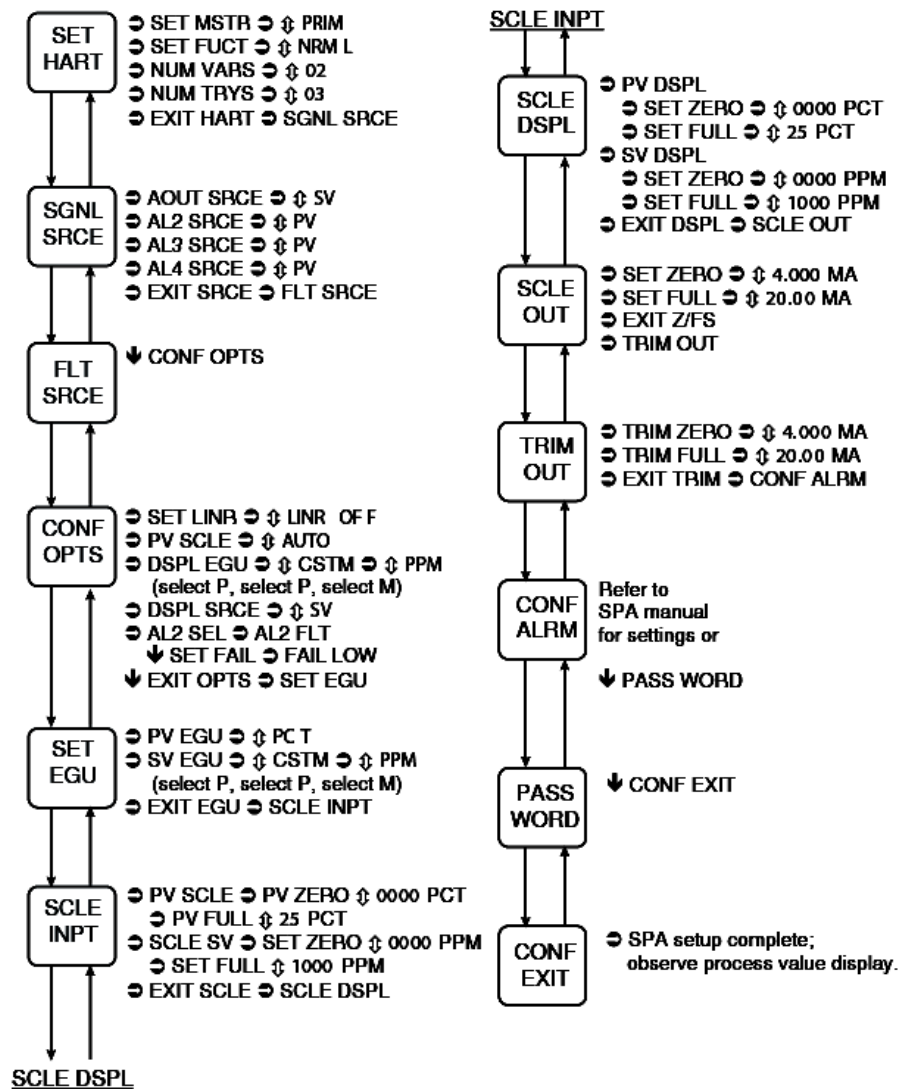 SET
HART
➲ SET MSTR ➲ ⇕ PRIM
➲ SET FUCT ➲ ⇕ NRM L
➲ NUM VARS ➲ ⇕ 02
➲ NUM TRYS ➲ ⇕ 03
➲ EXIT HART ➲ SGNL SRCE
SGNL
SRCE
➲ AOUT SRCE ➲ ⇕ SV
➲ AL2 SRCE ➲ ⇕ PV
➲ AL3 SRCE ➲ ⇕ PV
➲ AL4 SRCE ➲ ⇕ PV
➲ EXIT SRCE ➲ FLT SRCE
FLT
SRCE
🡻 CONF OPTS
CONF
OPTS
➲ SET LINR ➲ ⇕ LINR OF F
➲ PV SCLE ➲ ⇕ AUTO
➲ DSPL EGU ➲ ⇕ CSTM ➲ ⇕ PPM
(select P, select P, select M)
➲ DSPL SRCE ➲ ⇕ SV
➲ AL2 SEL ➲ AL2 FLT
🡻 SET FAIL ➲ FAIL LOW
🡻 EXIT OPTS ➲ SET EGU
SET
EGU
➲ PV EGU ➲ ⇕ PC T
➲ SV EGU ➲ ⇕ CSTM ➲ ⇕ PPM
(select P, select P, select M)
➲ EXIT EGU ➲ SCLE INPT
SCLE
INPT
➲ PV SCLE ➲ PV ZERO ⇕ 0000 PCT
➲ PV FULL ⇕ 25 PCT
➲ SCLE SV ➲ SET ZERO ⇕ 0000 PPM
➲ SET FULL ⇕ 1000 PPM
➲ EXIT SCLE ➲ SCLE DSPL
SCLE DSPL
SCLE INPT
SCLE
DSPL
➲ PV DSPL
➲ SET ZERO ➲ ⇕ 0000 PCT
➲ SET FULL ➲ ⇕ 25 PCT
➲ SV DSPL
➲ SET ZERO ➲ ⇕ 0000 PPM
➲ SET FULL ➲ ⇕ 1000 PPM
➲ EXIT DSPL ➲ SCLE OUT
SCLE
OUT
➲ SET ZERO ➲ ⇕ 4.000 MA
➲ SET FULL ➲ ⇕ 20.00 MA
➲ EXIT Z/FS
➲ TRIM OUT
TRIM
OUT
➲ TRIM ZERO ➲ ⇕ 4.000 MA
➲ TRIM FULL ➲ ⇕ 20.00 MA
➲ EXIT TRIM ➲ CONF ALRM
CONF
ALRM
Refer to
SPA manual
for settings or
🡻 PASS WORD
PASS
WORD
🡻 CONF EXIT
CONF
EXIT
➲ SPA setup complete;
observe process value display.